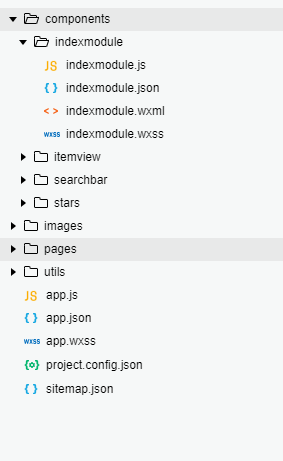 components
indexmodule
JS indexmodule.js
{ } indexmodule.json
< > indexmodule.wxml
WXSS indexmodule.wxss
itemview
searchbar
stars
images
pages
utils
JS app.js
{ } app.json
WXSS app.wxss
{o} project.config.json
{ } sitemap.json